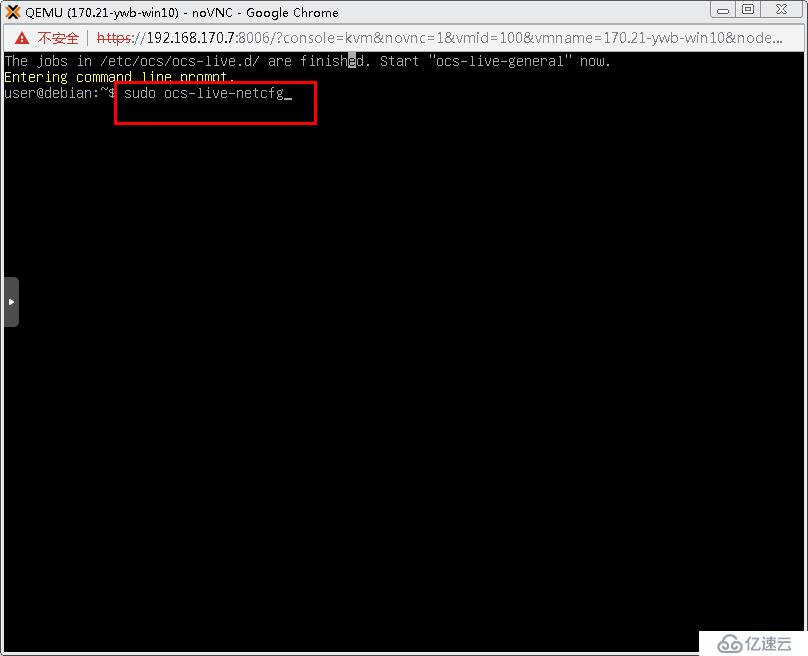 QEMU (170.21-ywb-win10) - noVNC - Google Chrome
不安全 | https://192.168.170.7:8006/?console=kvm&novnc=1&vmid=100&vmname=170.21-ywb-win10&node...
The jobs in /etc/ocs/ocs-live.d/ are finished. Start "ocs-live-general" now.
Entering command line prompt.
user@debian:~$ sudo ocs-live-netcfg_
亿速云